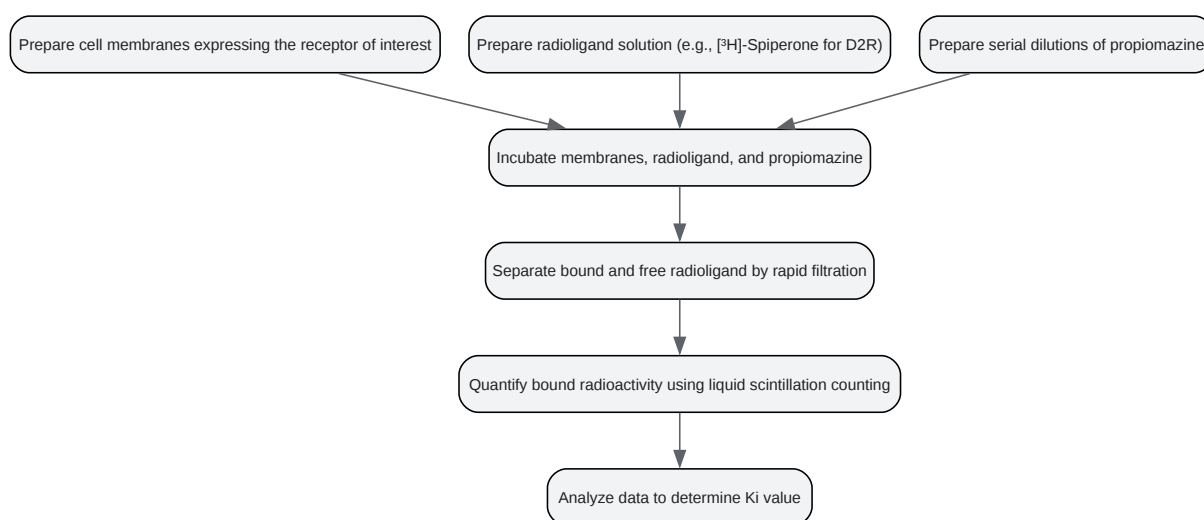 Prepare cell membranes expressing the receptor of interest
Prepare radioligand solution (e.g., [³H]-Spiperone for D2R)
Prepare serial dilutions of propiomazine
Incubate membranes, radioligand, and propiomazine
Separate bound and free radioligand by rapid filtration
Quantify bound radioactivity using liquid scintillation counting
Analyze data to determine Ki value